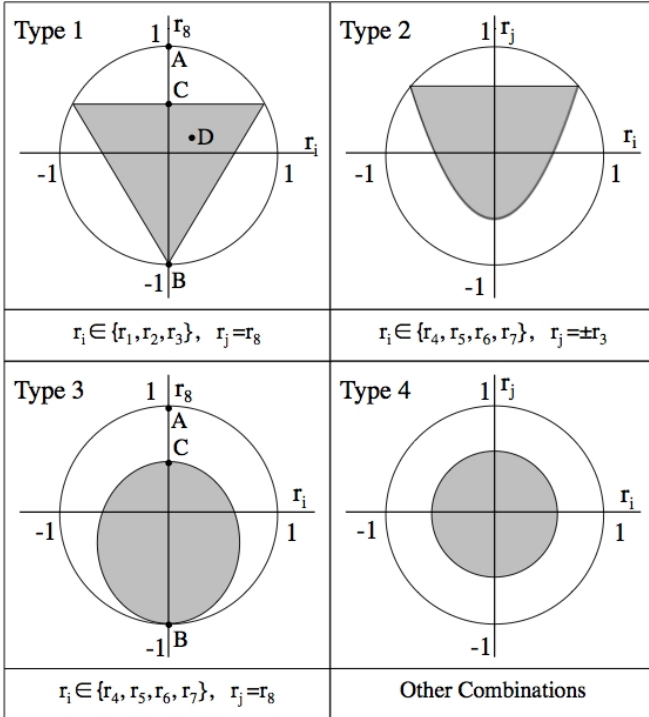 Type 1
1 r₈
A
C
D
rᵢ
-1
1
B
-1
rᵢ ∈ {r₁, r₂, r₃}, rⱼ =r₈
Type 2
1 rⱼ
rᵢ
-1
1
-1
rᵢ ∈ {r₄, r₅, r₆, r₇}, rⱼ =±r₃
Type 3
1 r₈
A
C
rᵢ
-1
1
B
-1
rᵢ ∈ {r₄, r₅, r₆, r₇}, rⱼ =r₈
Type 4
1 rⱼ
rᵢ
-1
1
-1
Other Combinations